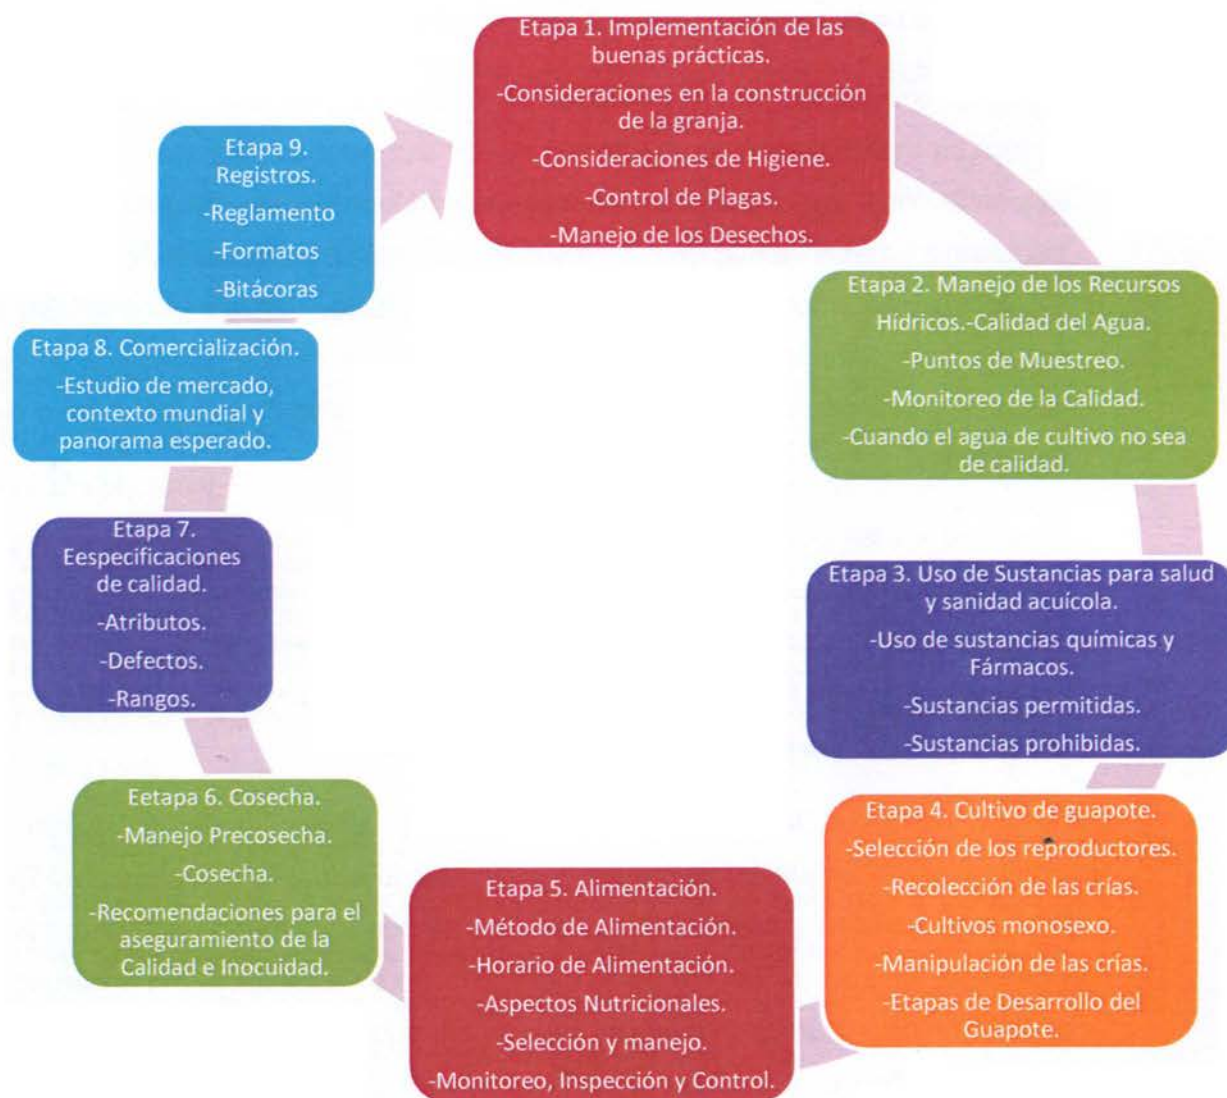 Etapa 1. Implementación de las
buenas prácticas.
-Consideraciones en la construcción
de la granja.
-Consideraciones de Higiene.
-Control de Plagas.
-Manejo de los Desechos.
Etapa 2. Manejo de los Recursos
Hídricos.-Calidad del Agua.
-Puntos de Muestreo.
-Monitoreo de la Calidad.
-Cuando el agua de cultivo no sea
de calidad.
Etapa 3. Uso de Sustancias para salud
y sanidad acuícola.
-Uso de sustancias químicas y
Fármacos.
-Sustancias permitidas.
-Sustancias prohibidas.
Etapa 4. Cultivo de guapote.
-Selección de los reproductores.
-Recolección de las crías.
-Cultivos monosexo.
-Manipulación de las crías.
-Etapas de Desarrollo del
Guapote.
Etapa 5. Alimentación.
-Método de Alimentación.
-Horario de Alimentación.
-Aspectos Nutricionales.
-Selección y manejo.
-Monitoreo, Inspección y Control.
Eetapa 6. Cosecha.
-Manejo Precosecha.
-Cosecha.
-Recomendaciones para el
aseguramiento de la
Calidad e Inocuidad.
Etapa 7.
Eespecificaciones
de calidad.
-Atributos.
-Defectos.
-Rangos.
Etapa 8. Comercialización.
-Estudio de mercado,
contexto mundial y
panorama esperado.
Etapa 9.
Registros.
-Reglamento
-Formatos
-Bitácoras